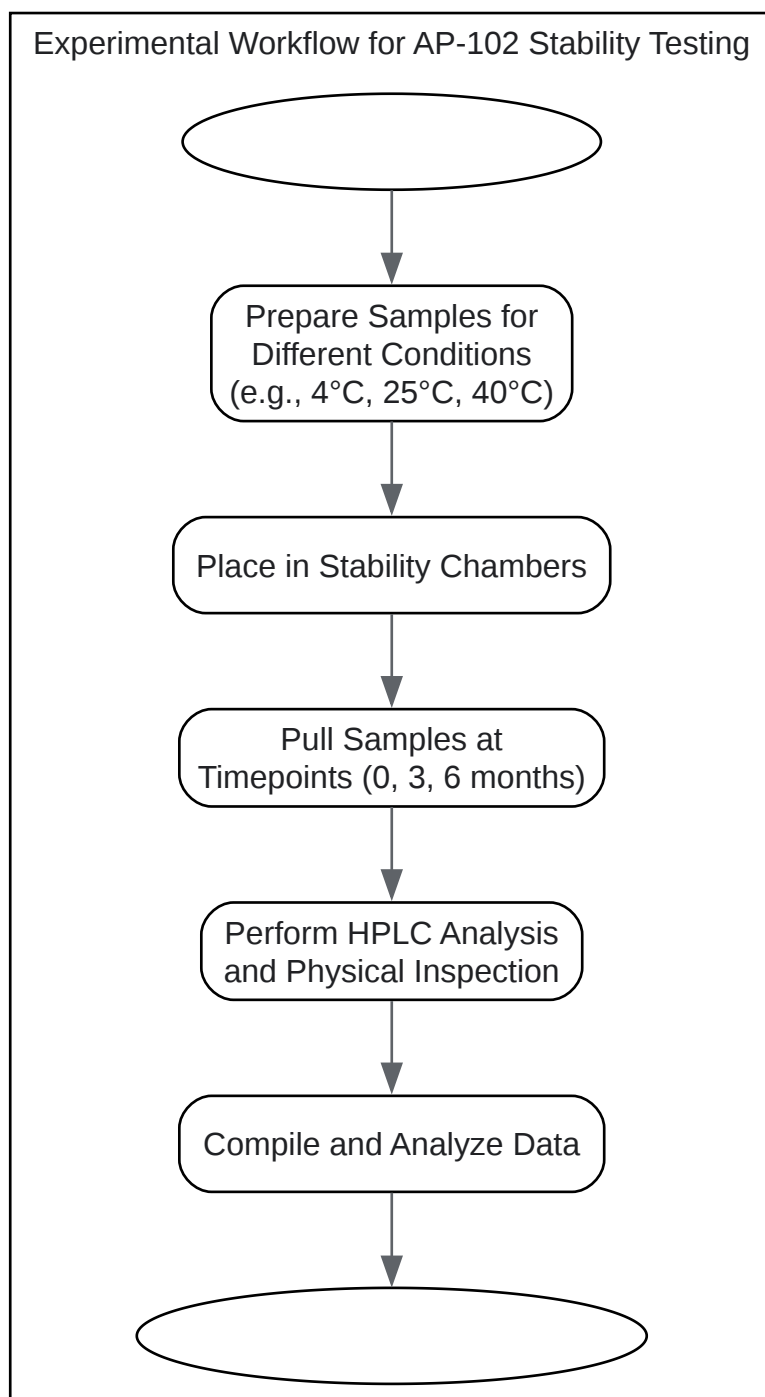 Experimental Workflow for AP-102 Stability Testing
Prepare Samples for
Different Conditions
(e.g., 4°C, 25°C, 40°C)
Place in Stability Chambers
Pull Samples at
Timepoints (0, 3, 6 months)
Perform HPLC Analysis
and Physical Inspection
Compile and Analyze Data